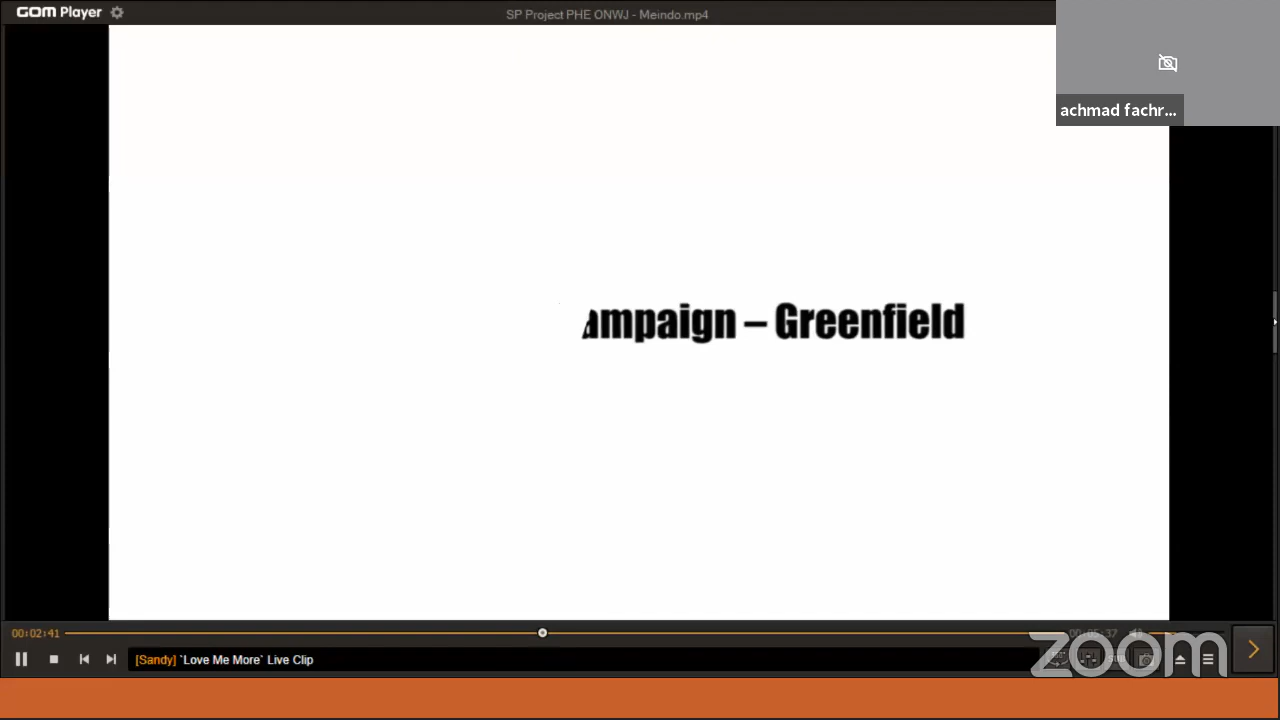 GOM Player
SP Project PHE ONWJ - Meindo.mp4
achmad fachr...
ampaign – Greenfield
00:02:41
[Sandy] `Love Me More` Live Clip
zoom